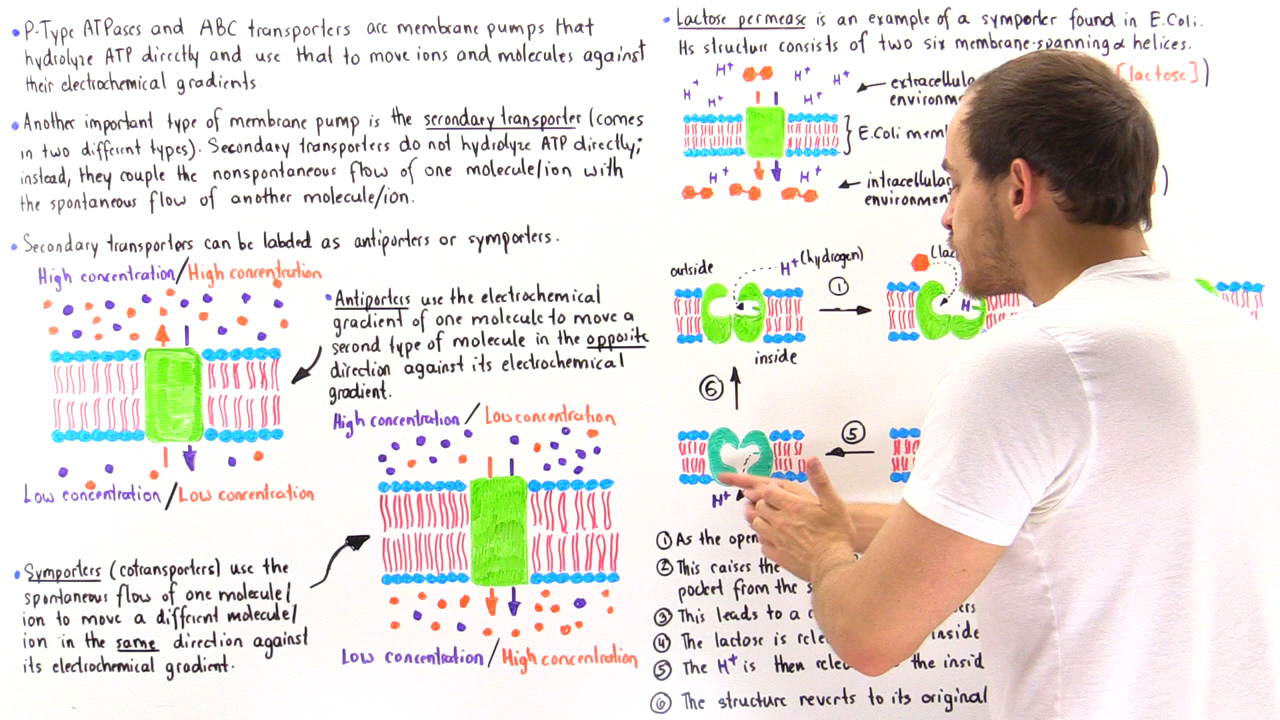 • P-Type ATPases and ABC transporters are membrane pumps that
hydrolyze ATP directly and use that to move ions and molecules against
their electrochemical gradients.
• Another important type of membrane pump is the secondary transporter (comes
in two different types). Secondary transporters do not hydrolyze ATP directly;
instead, they couple the nonspontaneous flow of one molecule/ion with
the spontaneous flow of another molecule/ion.
• Secondary transporters can be labded as antiporters or symporters.
High concentration/High concentration
• Antiporters use the electrochemical
gradient of one molecule to move a
second type of molecule in the opposite
direction against its electrochemical
gradient.
Low concentration/Low concentration
High concentration/Low concentration
• Symporters (cotransporters) use the
spontaneous flow of one molecule/
ion to move a different molecule/
ion in the same direction against
its electrochemical gradient.
Low concentration/High concentration
• Lactose permease is an example of a symporter found in E.Coli.
Its structure consists of two six membrane-spanning α helices.
H+ H+ H+ H+ H+ H+
extracellula
environm
[lactose])
E.Coli mem
H+ H+
intracellular
environmen
)
outside
H+(hydrogen)
①
(lac
H
inside
⑥
⑤
H+
① As the open
② This raises the
pocket from the s
③ This leads to a c
④ The lactose is rele inside
⑤ The H+ is then relea the insid
⑥ The structure reverts to its original